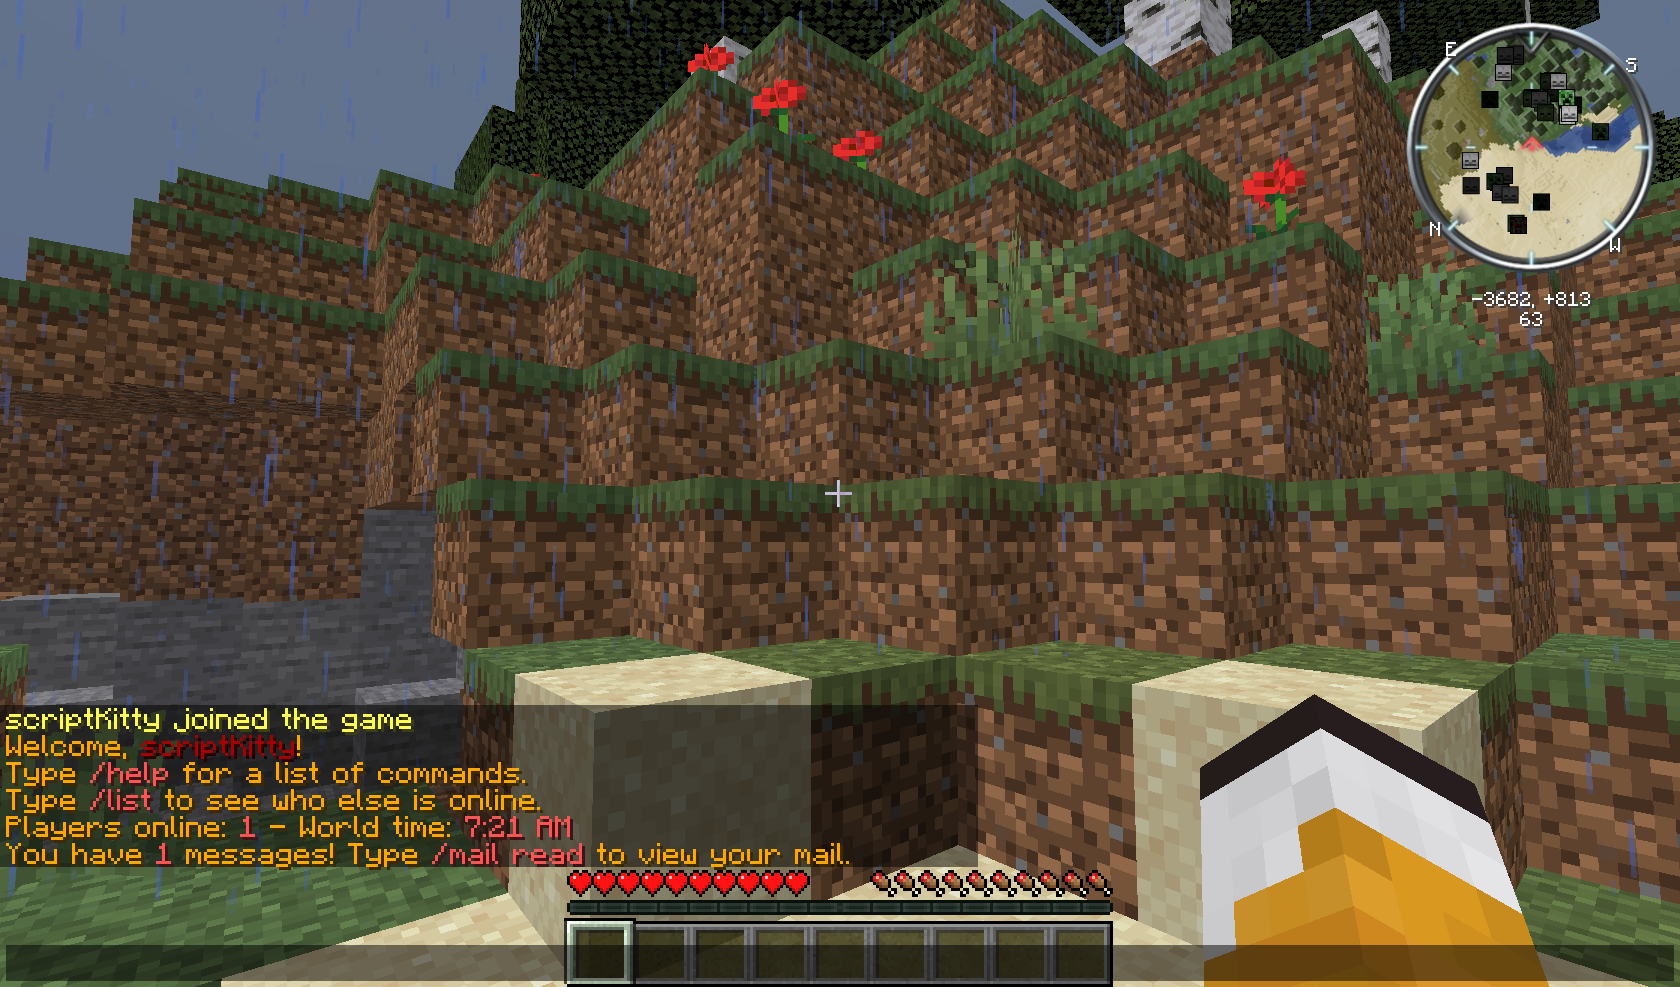 E
S
N
W
-3682, +813
63
scriptKitty joined the game
Welcome, scriptKitty!
Type /help for a list of commands.
Type /list to see who else is online.
Players online: 1 - World time: 7:21 AM
You have 1 messages! Type /mail read to view your mail.